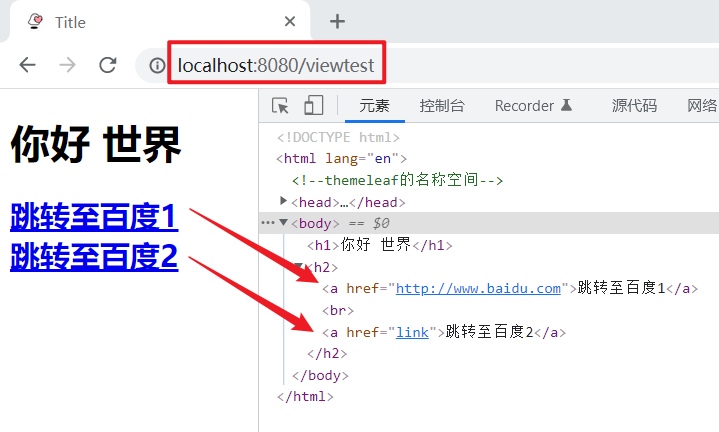 Title
localhost:8080/viewtest
元素 控制台 Recorder 源代码 网络
你好 世界
跳转至百度1
跳转至百度2
<!DOCTYPE html>
<html lang="en">
<!--themeleaf的名称空间-->
<head>…</head>
<body> == $0
<h1>你好 世界</h1>
<h2>
<a href="http://www.baidu.com">跳转至百度1</a>
<br>
<a href="link">跳转至百度2</a>
</h2>
</body>
</html>